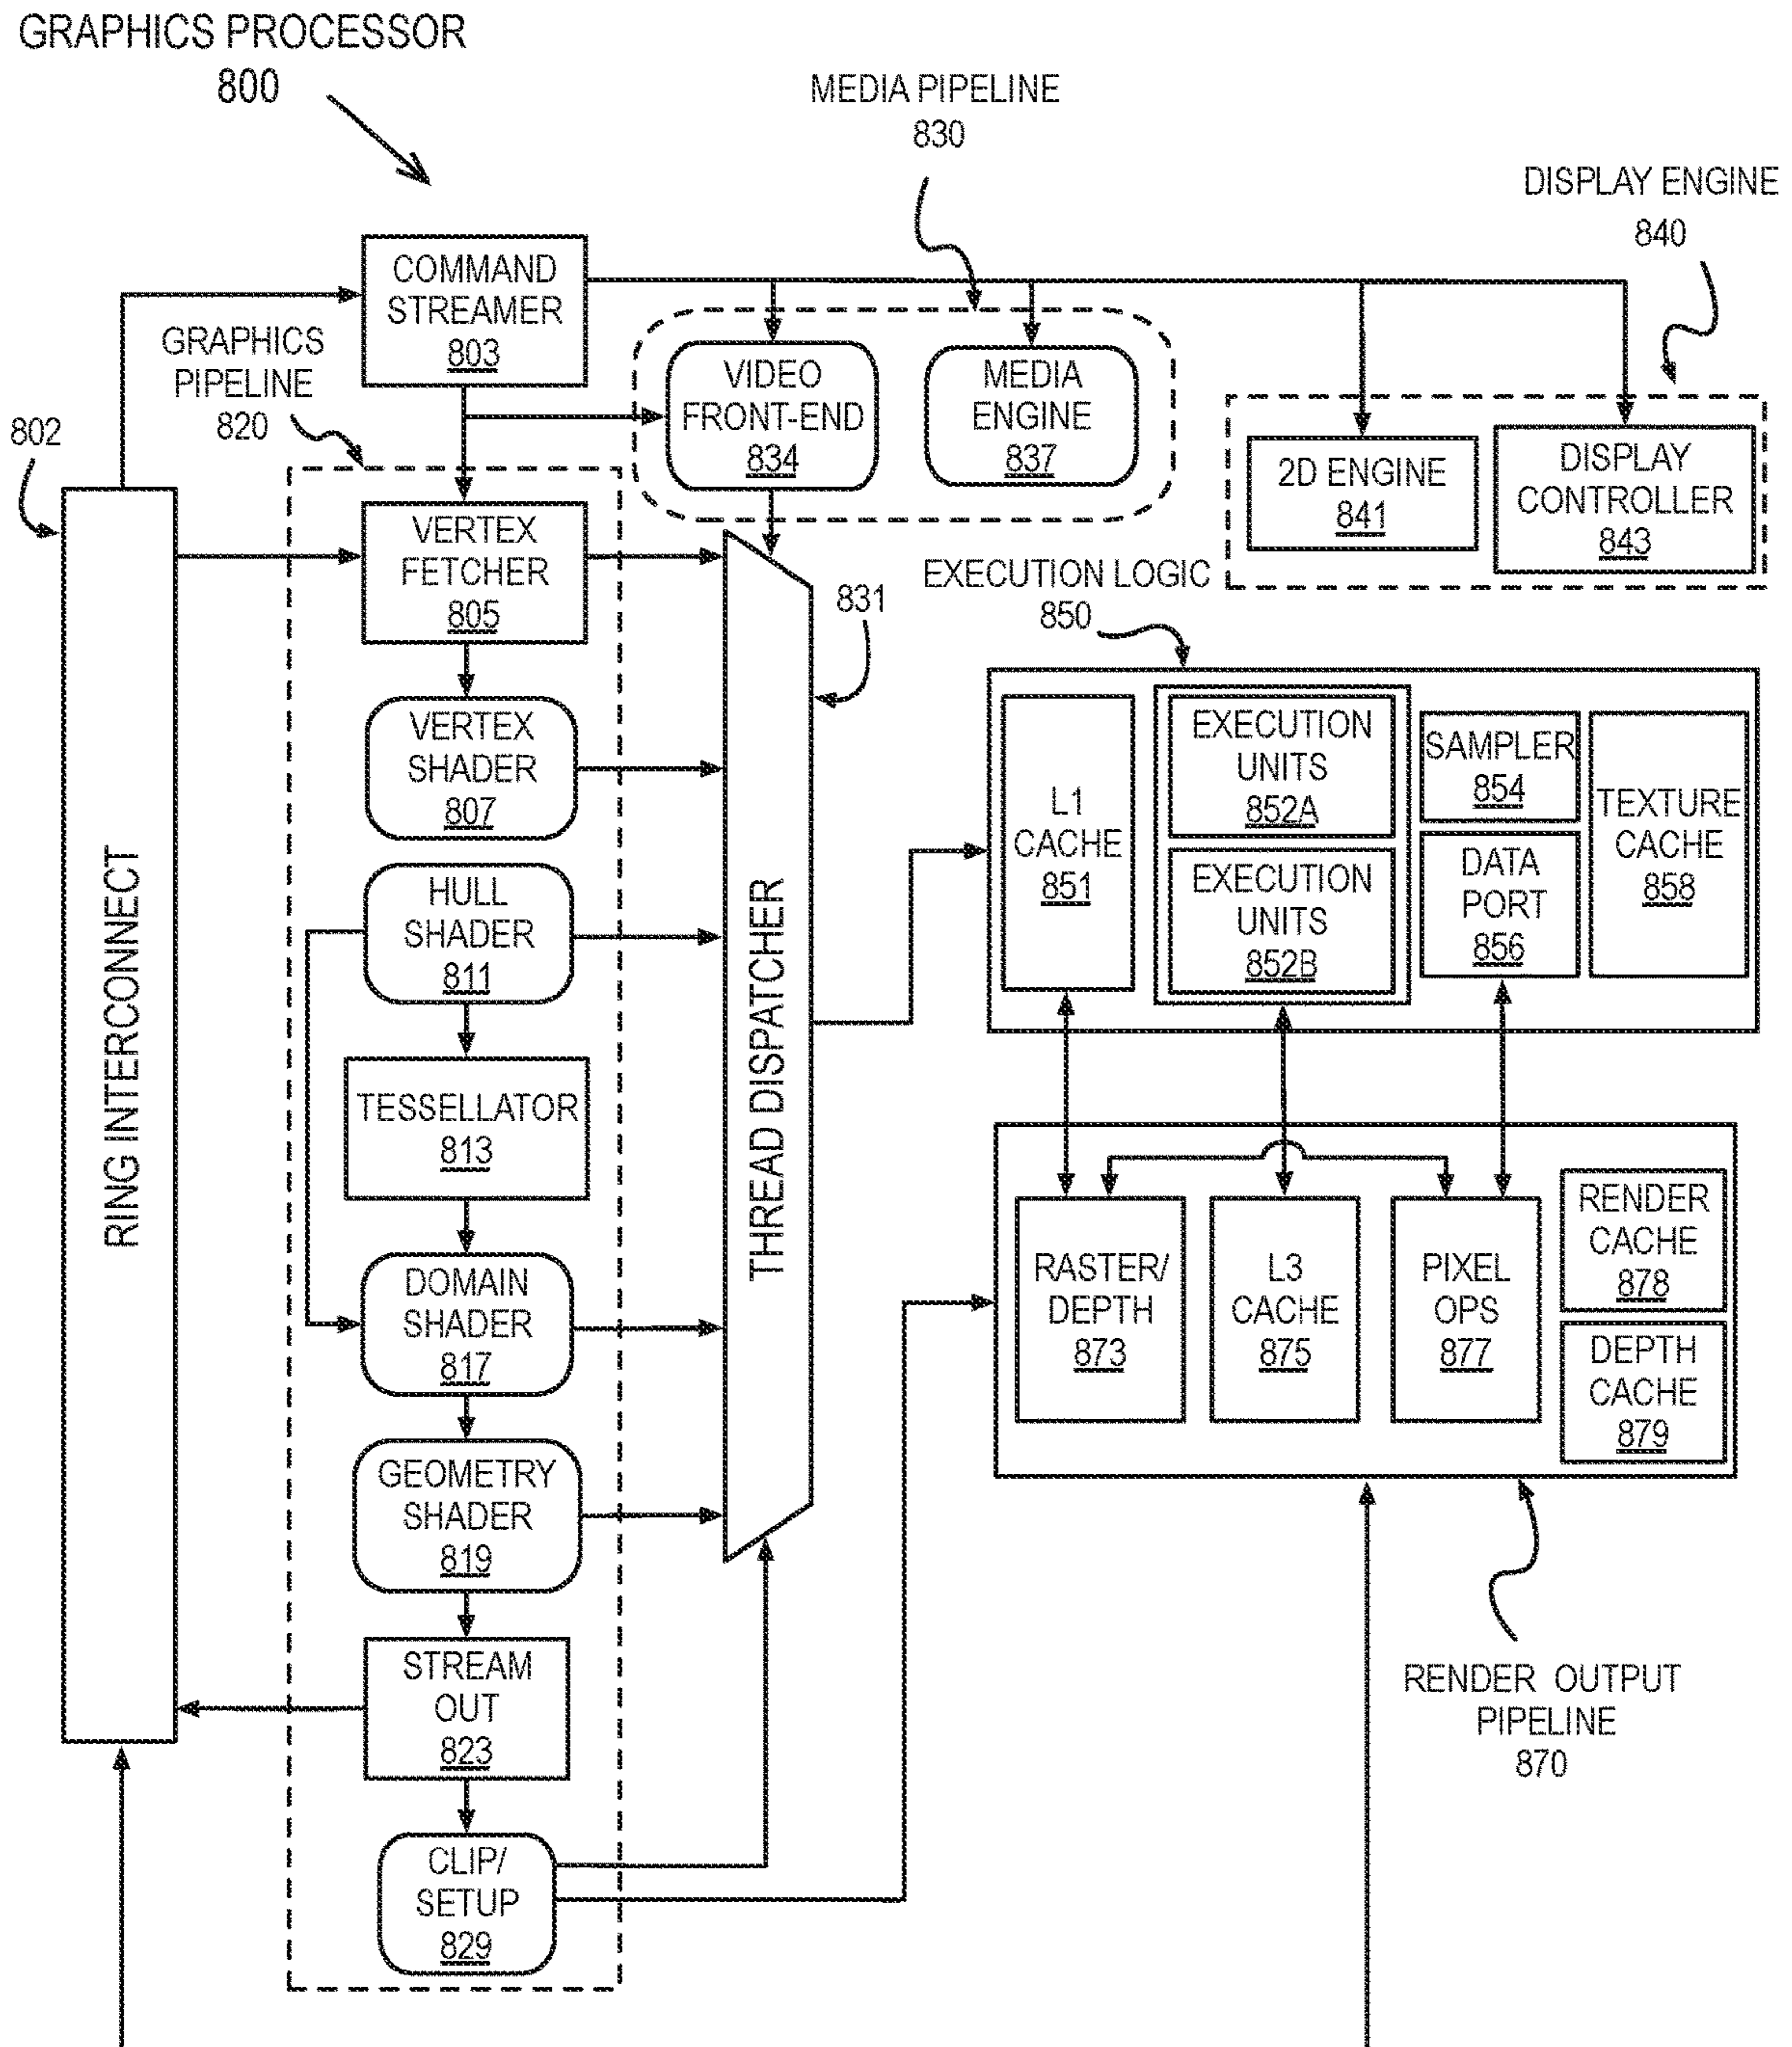 GRAPHICS PROCESSOR
800
MEDIA PIPELINE
830
DISPLAY ENGINE
840
COMMAND
STREAMER
803
GRAPHICS
PIPELINE
820
VIDEO
FRONT-END
834
MEDIA
ENGINE
837
2D ENGINE
841
DISPLAY
CONTROLLER
843
802
RING INTERCONNECT
VERTEX
FETCHER
805
VERTEX
SHADER
807
HULL
SHADER
811
TESSELLATOR
813
DOMAIN
SHADER
817
GEOMETRY
SHADER
819
STREAM
OUT
823
CLIP/
SETUP
829
THREAD DISPATCHER
831
EXECUTION LOGIC
850
L1
CACHE
851
EXECUTION
UNITS
852A
EXECUTION
UNITS
852B
SAMPLER
854
DATA
PORT
856
TEXTURE
CACHE
858
RASTER/
DEPTH
873
L3
CACHE
875
PIXEL
OPS
877
RENDER
CACHE
878
DEPTH
CACHE
879
RENDER OUTPUT
PIPELINE
870